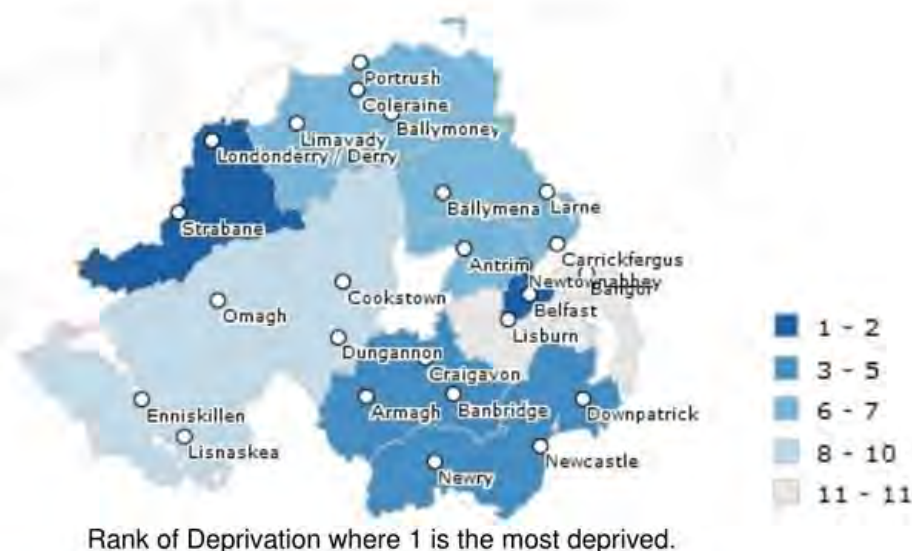 Portrush
Coleraine
Ballymoney
Limavady
Londonderry / Derry
Ballymena
Larne
Strabane
Antrim
Carrickfergus
Newtownabbey
Bangor
Cookstown
Omagh
Belfast
Lisburn
Dungannon
Craigavon
Enniskillen
Armagh
Banbridge
Downpatrick
Lisnaskea
Newry
Newcastle
1 - 2
3 - 5
6 - 7
8 - 10
11 - 11
Rank of Deprivation where 1 is the most deprived.